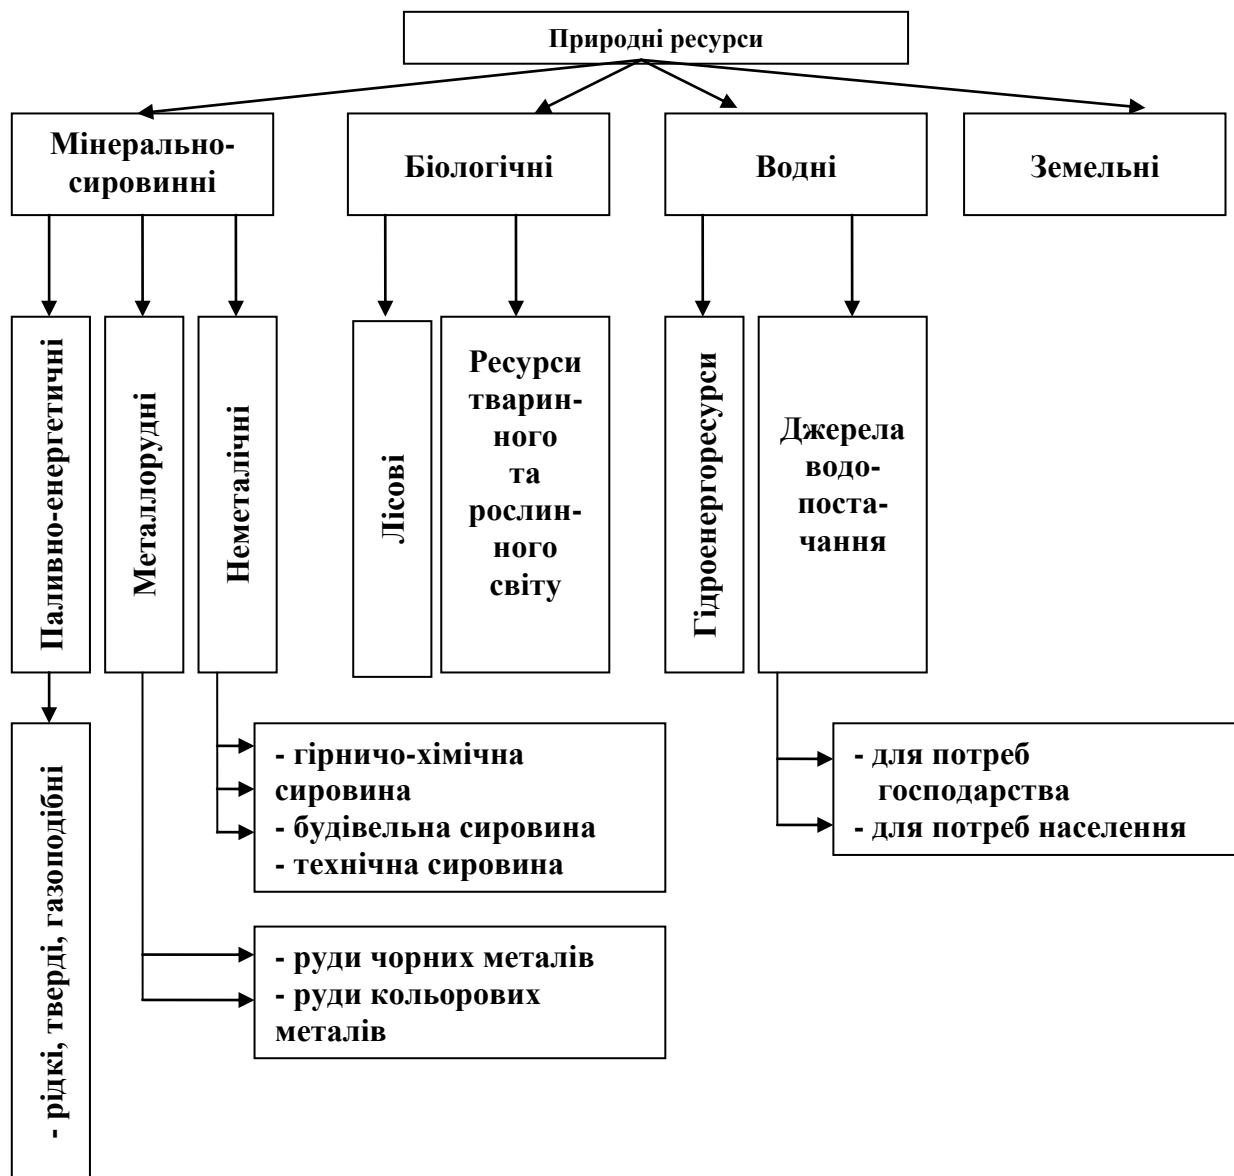 Природні ресурси
Мінерально-
сировинні
Біологічні
Водні
Земельні
Паливно-енергетичні
Металлорудні
Неметалічні
Лісові
Ресурси
тварин-
ного
та
рослин-
ного
світу
Гідроенергоресурси
Джерела
водо-
поста-
чання
- рідкі, тверді, газоподібні
- гірничо-хімічна
сировина
- будівельна сировина
- технічна сировина
- для потреб
господарства
- для потреб населення
- руди чорних металів
- руди кольорових
металів